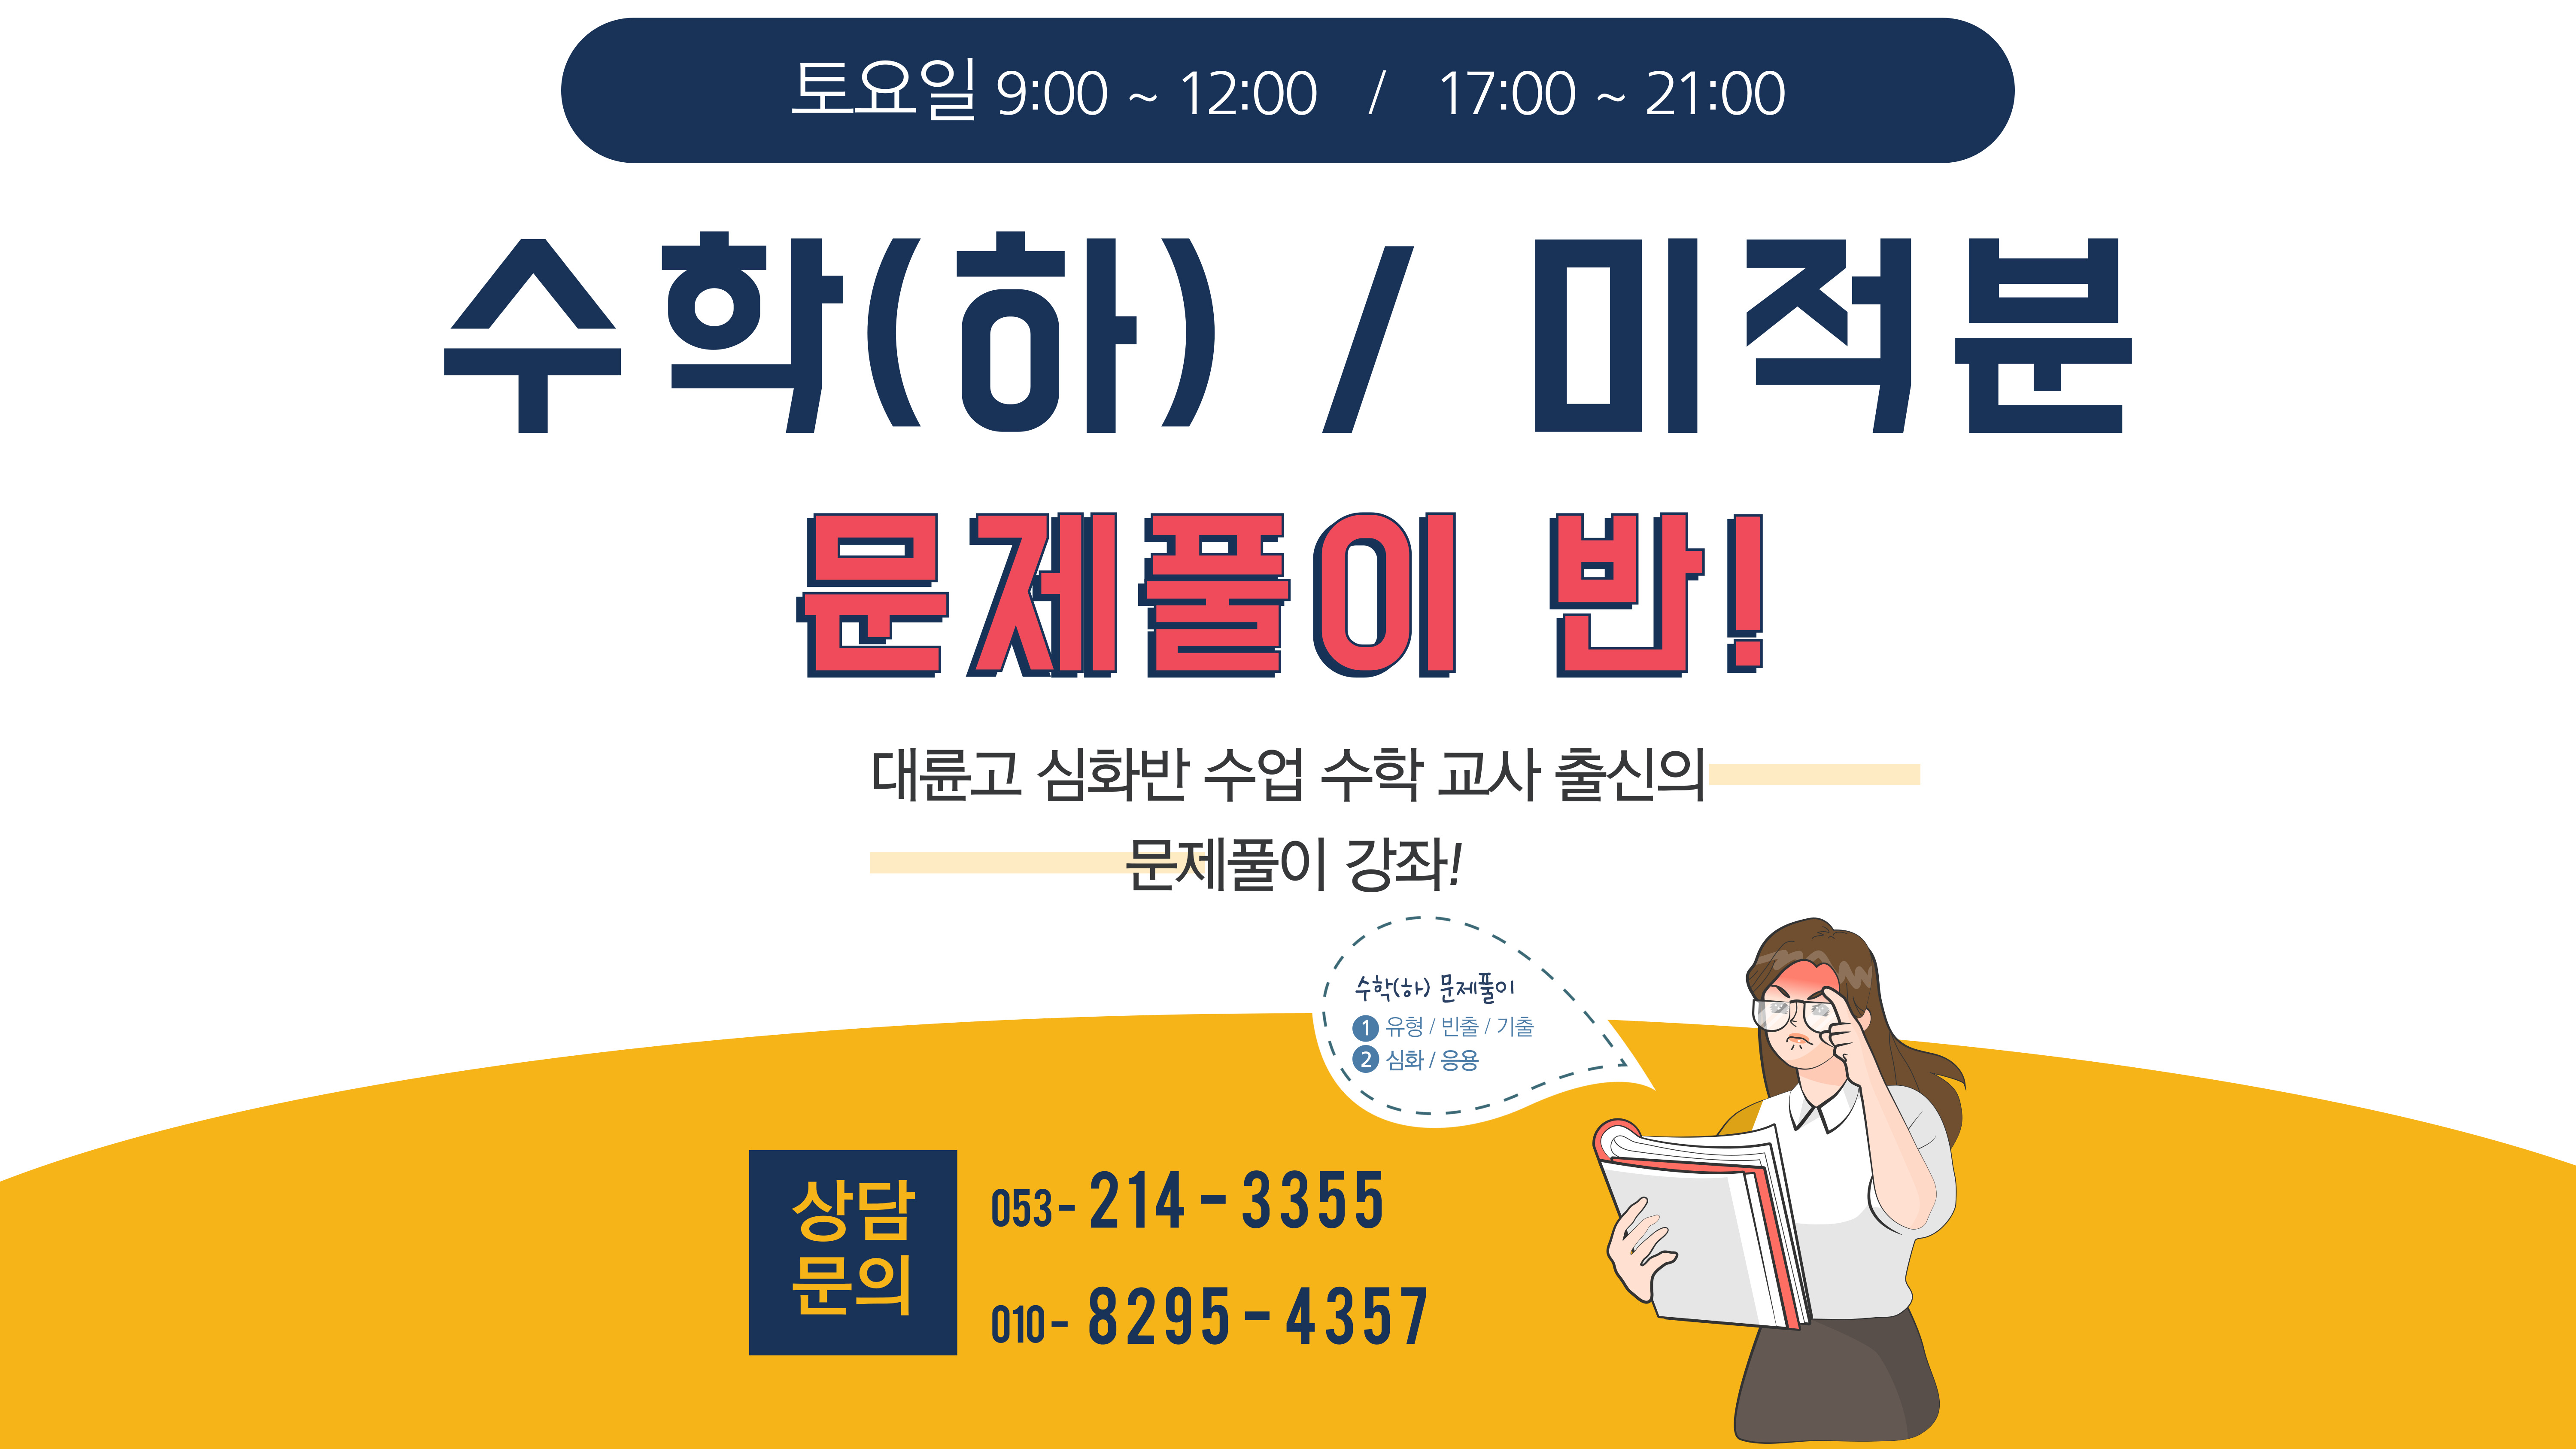 토요일 9:00 ~ 12:00 / 17:00 ~ 21:00
수학(하) / 미적분
문제풀이 반!
대륜고 심화반 수업 수학 교사 출신의
문제풀이 강좌!
수학(하) 문제풀이
1 유형 / 빈출 / 기출
2 심화 / 응용
상담
문의
053- 214 - 3355
010- 8295 - 4357